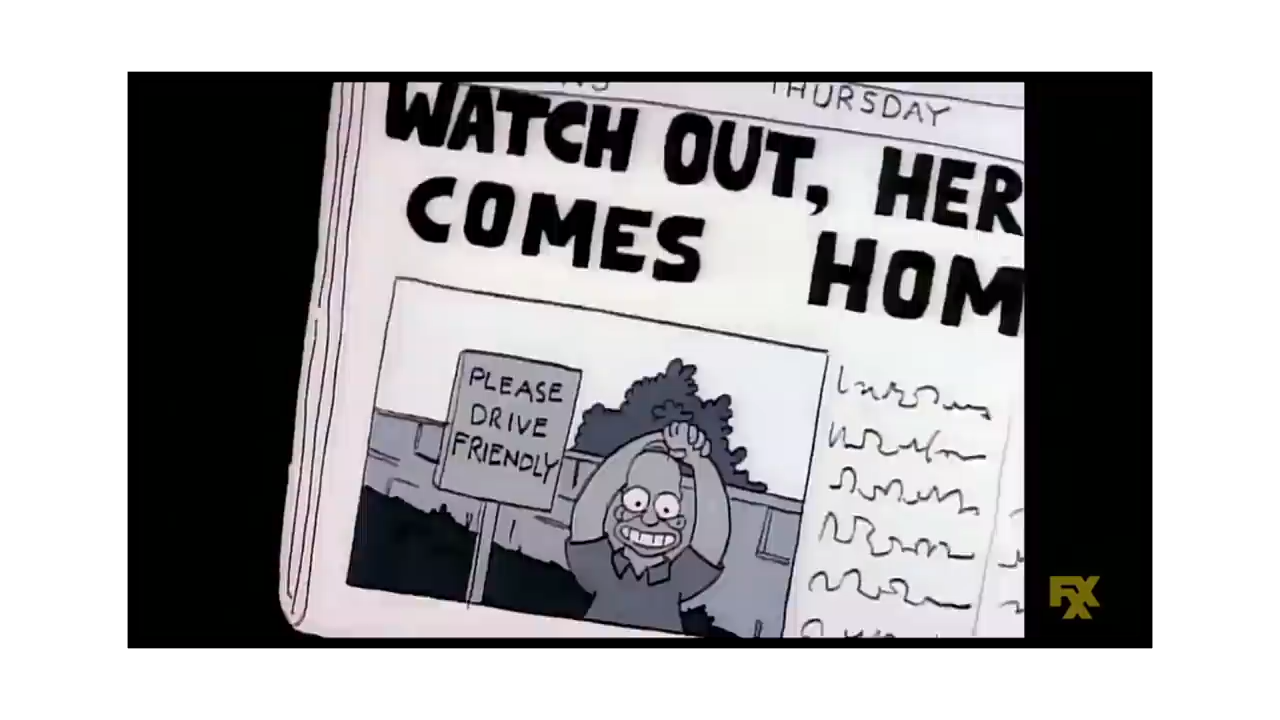 THURSDAY
WATCH OUT, HER
COMES HOM
PLEASE
DRIVE
FRIENDLY
FX